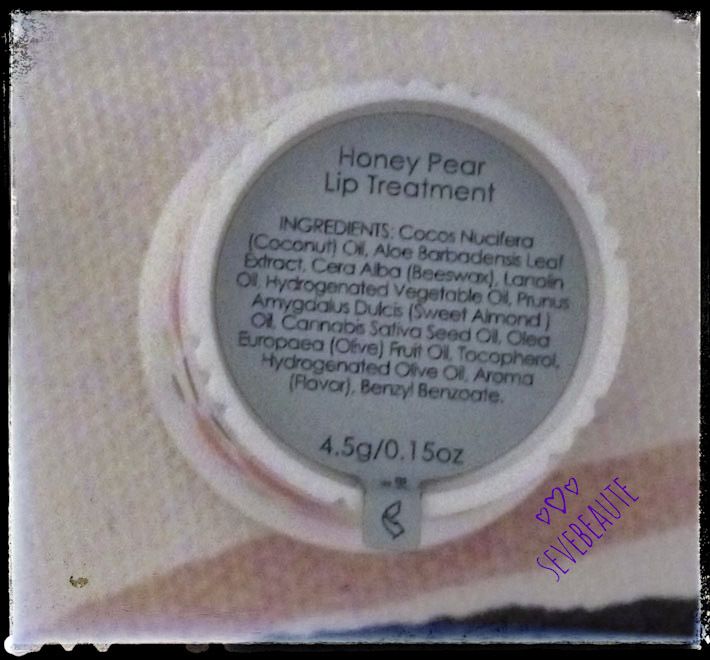 Honey Pear
Lip Treatment
INGREDIENTS: Cocos Nucifera
(Coconut) Oil, Aloe Barbadensis Leaf
Extract, Cera Alba (Beeswax), Lanolin
Oil, Hydrogenated Vegetable Oil, Prunus
Amygdalus Dulcis (Sweet Almond)
Oil, Cannabis Sativa Seed Oil, Olea
Europaea (Olive) Fruit Oil, Tocopherol,
Hydrogenated Olive Oil, Aroma
(Flavor), Benzyl Benzoate.
4.5g/0.15oz
SEVEBEAUTE